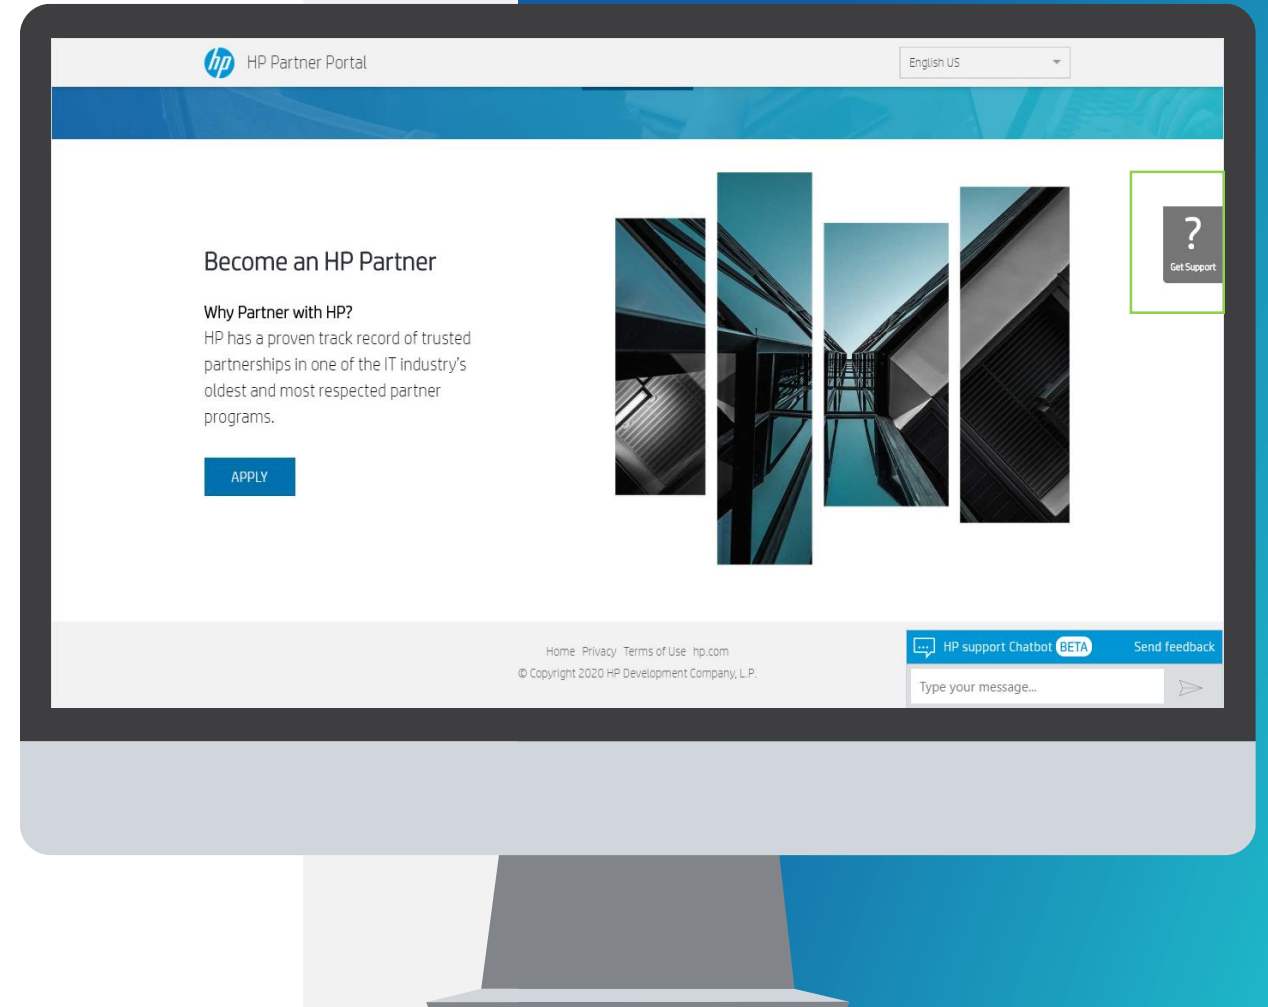 hp HP Partner Portal
English US
?
Get Support
Become an HP Partner
Why Partner with HP?
HP has a proven track record of trusted
partnerships in one of the IT industry's
oldest and most respected partner
programs.
APPLY
Home Privacy Terms of Use hp.com
© Copyright 2020 HP Development Company, L.P.
HP support Chatbot BETA Send feedback
Type your message...